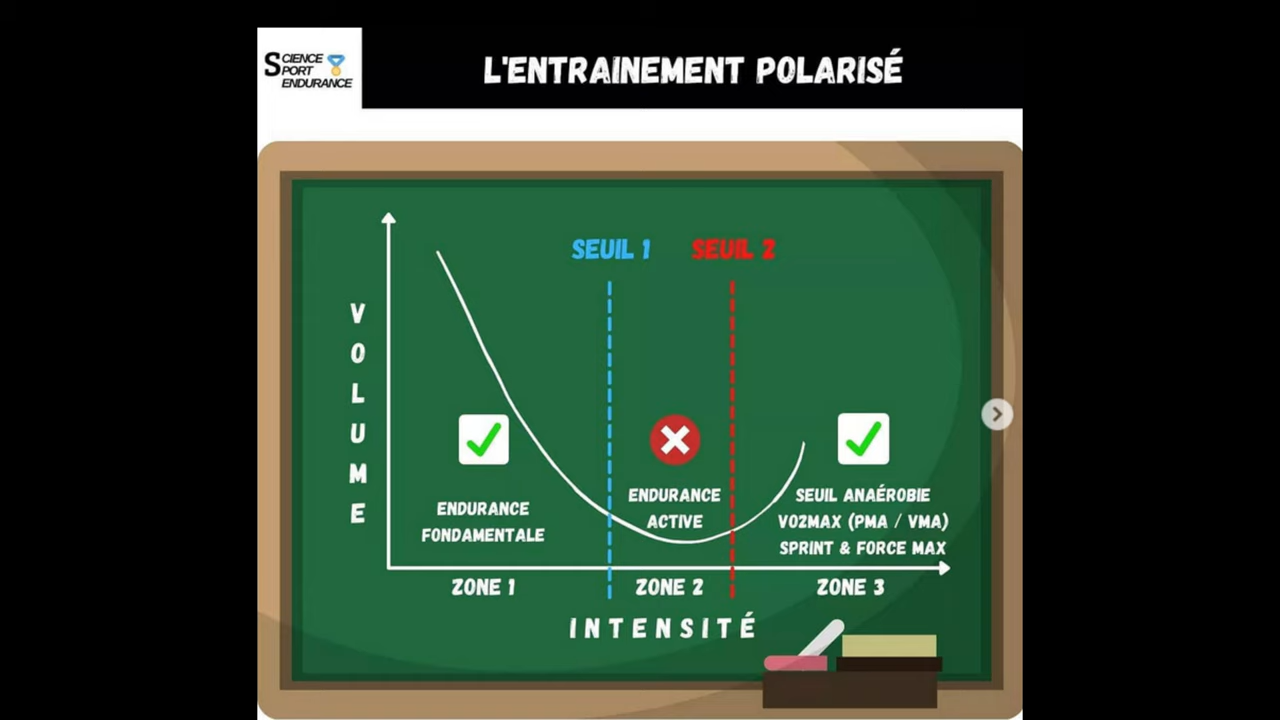 SCIENCE
SPORT
ENDURANCE
L'ENTRAINEMENT POLARISÉ
SEUIL 1
SEUIL 2
VOLUME
ENDURANCE
FONDAMENTALE
ENDURANCE
ACTIVE
SEUIL ANAÉROBIE
VO2MAX (PMA / VMA)
SPRINT & FORCE MAX
ZONE 1
ZONE 2
ZONE 3
INTENSITÉ